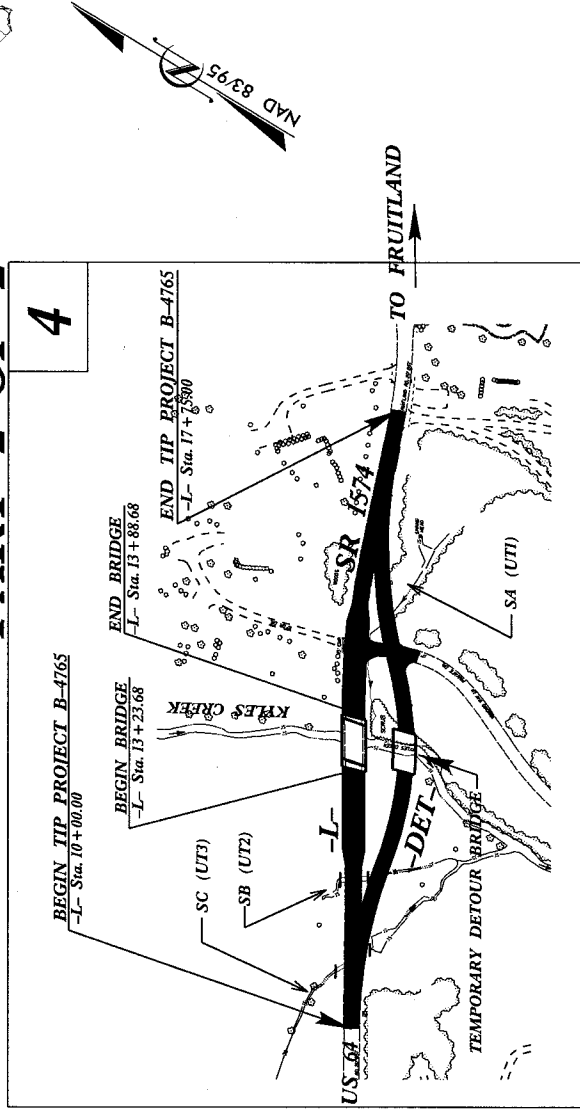 NAD 83/95
4
BEGIN TIP PROJECT B-4765
-L- Sta. 10+00.00
BEGIN BRIDGE
-L- Sta. 13+23.68
END BRIDGE
-L- Sta. 13+88.68
END TIP PROJECT B-4765
-L- Sta. 17+75.00
SC (UT3)
SB (UT2)
KYLES CREEK
SR 1574
TO FRUITLAND
US 64
-L-
-DET-
SA (UT1)
TEMPORARY DETOUR BRIDGE